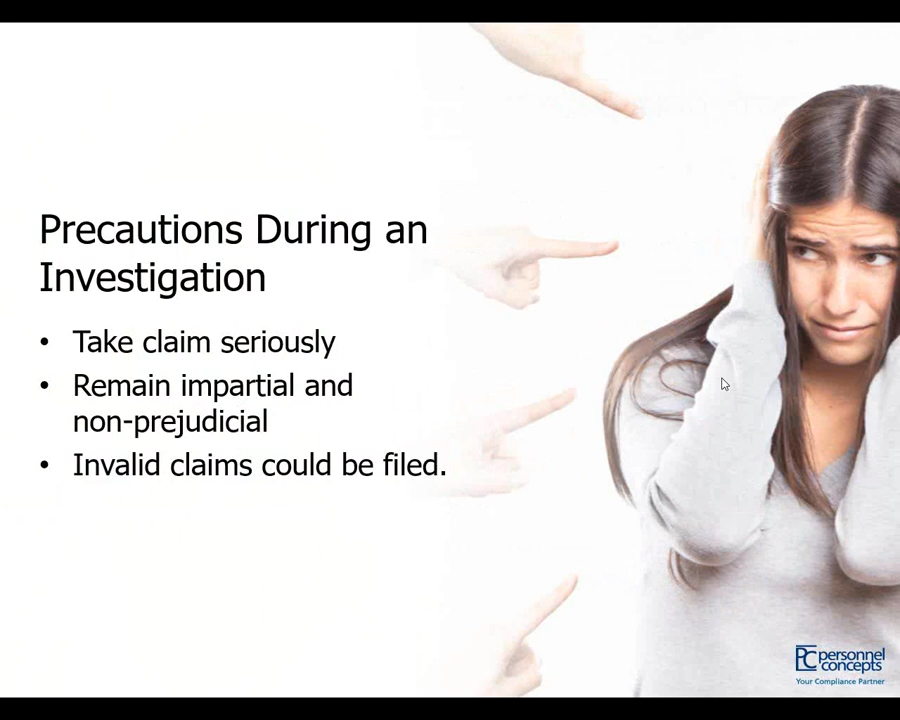 Precautions During an
Investigation
• Take claim seriously
• Remain impartial and
non-prejudicial
• Invalid claims could be filed.
PC personnel
concepts
Your Compliance Partner